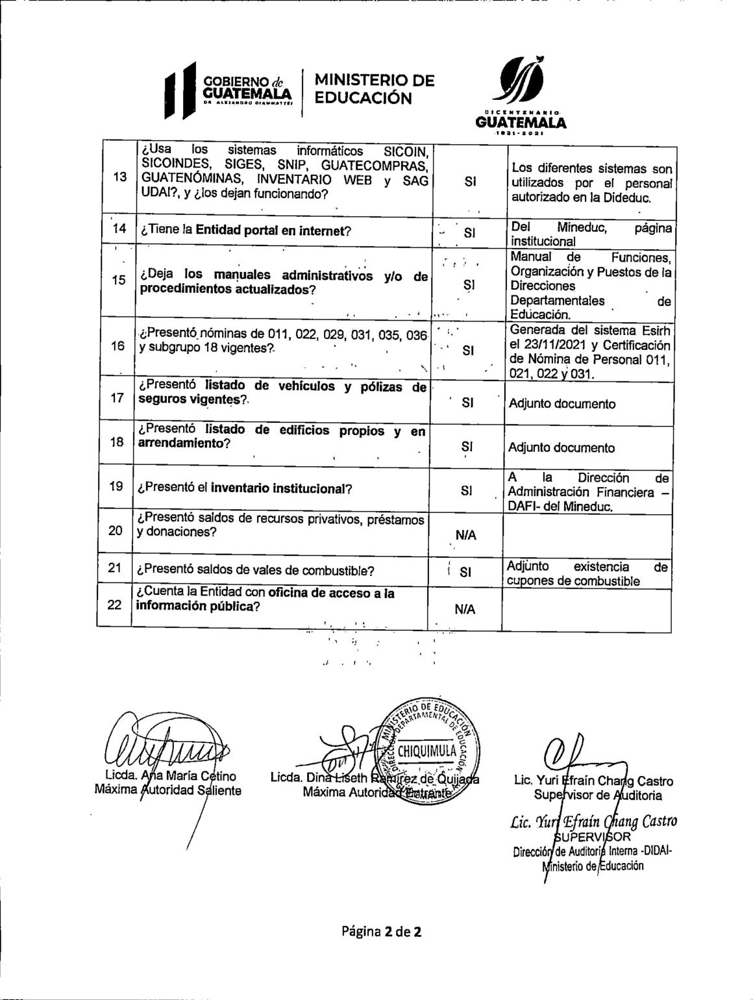 GOBIERNO de
GUATEMALA
DR. ALEJANDRO GIAMMATTEI
MINISTERIO DE
EDUCACIÓN
DICENTENARIO
GUATEMALA
1821-2021
13
¿Usa los sistemas informáticos SICOIN,
SICOINDES, SIGES, SNIP, GUATECOMPRAS,
GUATENÓMINAS, INVENTARIO WEB y SAG
UDAI?, y ¿los dejan funcionando?
SI
Los diferentes sistemas son
utilizados por el personal
autorizado en la Dideduc.
14
¿Tiene la Entidad portal en internet?
SI
Del Mineduc, página
institucional
15
¿Deja los manuales administrativos y/o de
procedimientos actualizados?
SI
Manual de Funciones,
Organización y Puestos de la
Direcciones
Departamentales de
Educación.
16
¿Presentó nóminas de 011, 022, 029, 031, 035, 036
y subgrupo 18 vigentes?
SI
Generada del sistema Esirh
el 23/11/2021 y Certificación
de Nómina de Personal 011,
021, 022 y 031.
17
¿Presentó listado de vehículos y pólizas de
seguros vigentes?
SI
Adjunto documento
18
¿Presentó listado de edificios propios y en
arrendamiento?
SI
Adjunto documento
19
¿Presentó el inventario institucional?
SI
A la Dirección de
Administración Financiera –
DAFI- del Mineduc.
20
¿Presentó saldos de recursos privativos, préstamos
y donaciones?
N/A
21
¿Presentó saldos de vales de combustible?
SI
Adjunto existencia de
cupones de combustible
22
¿Cuenta la Entidad con oficina de acceso a la
información pública?
N/A
Licda. Ana María Cetino
Máxima Autoridad Saliente
MINISTERIO DE EDUCACIÓN
DIRECCIÓN DEPARTAMENTAL DE EDUCACIÓN
CHIQUIMULA
Licda. Dina Liseth Ramírez de Quijada
Máxima Autoridad Entrante
Lic. Yuri Efraín Chang Castro
Supervisor de Auditoria
Lic. Yuri Efraín Chang Castro
SUPERVISOR
Dirección de Auditoría Interna -DIDAI-
Ministerio de Educación
Página 2 de 2